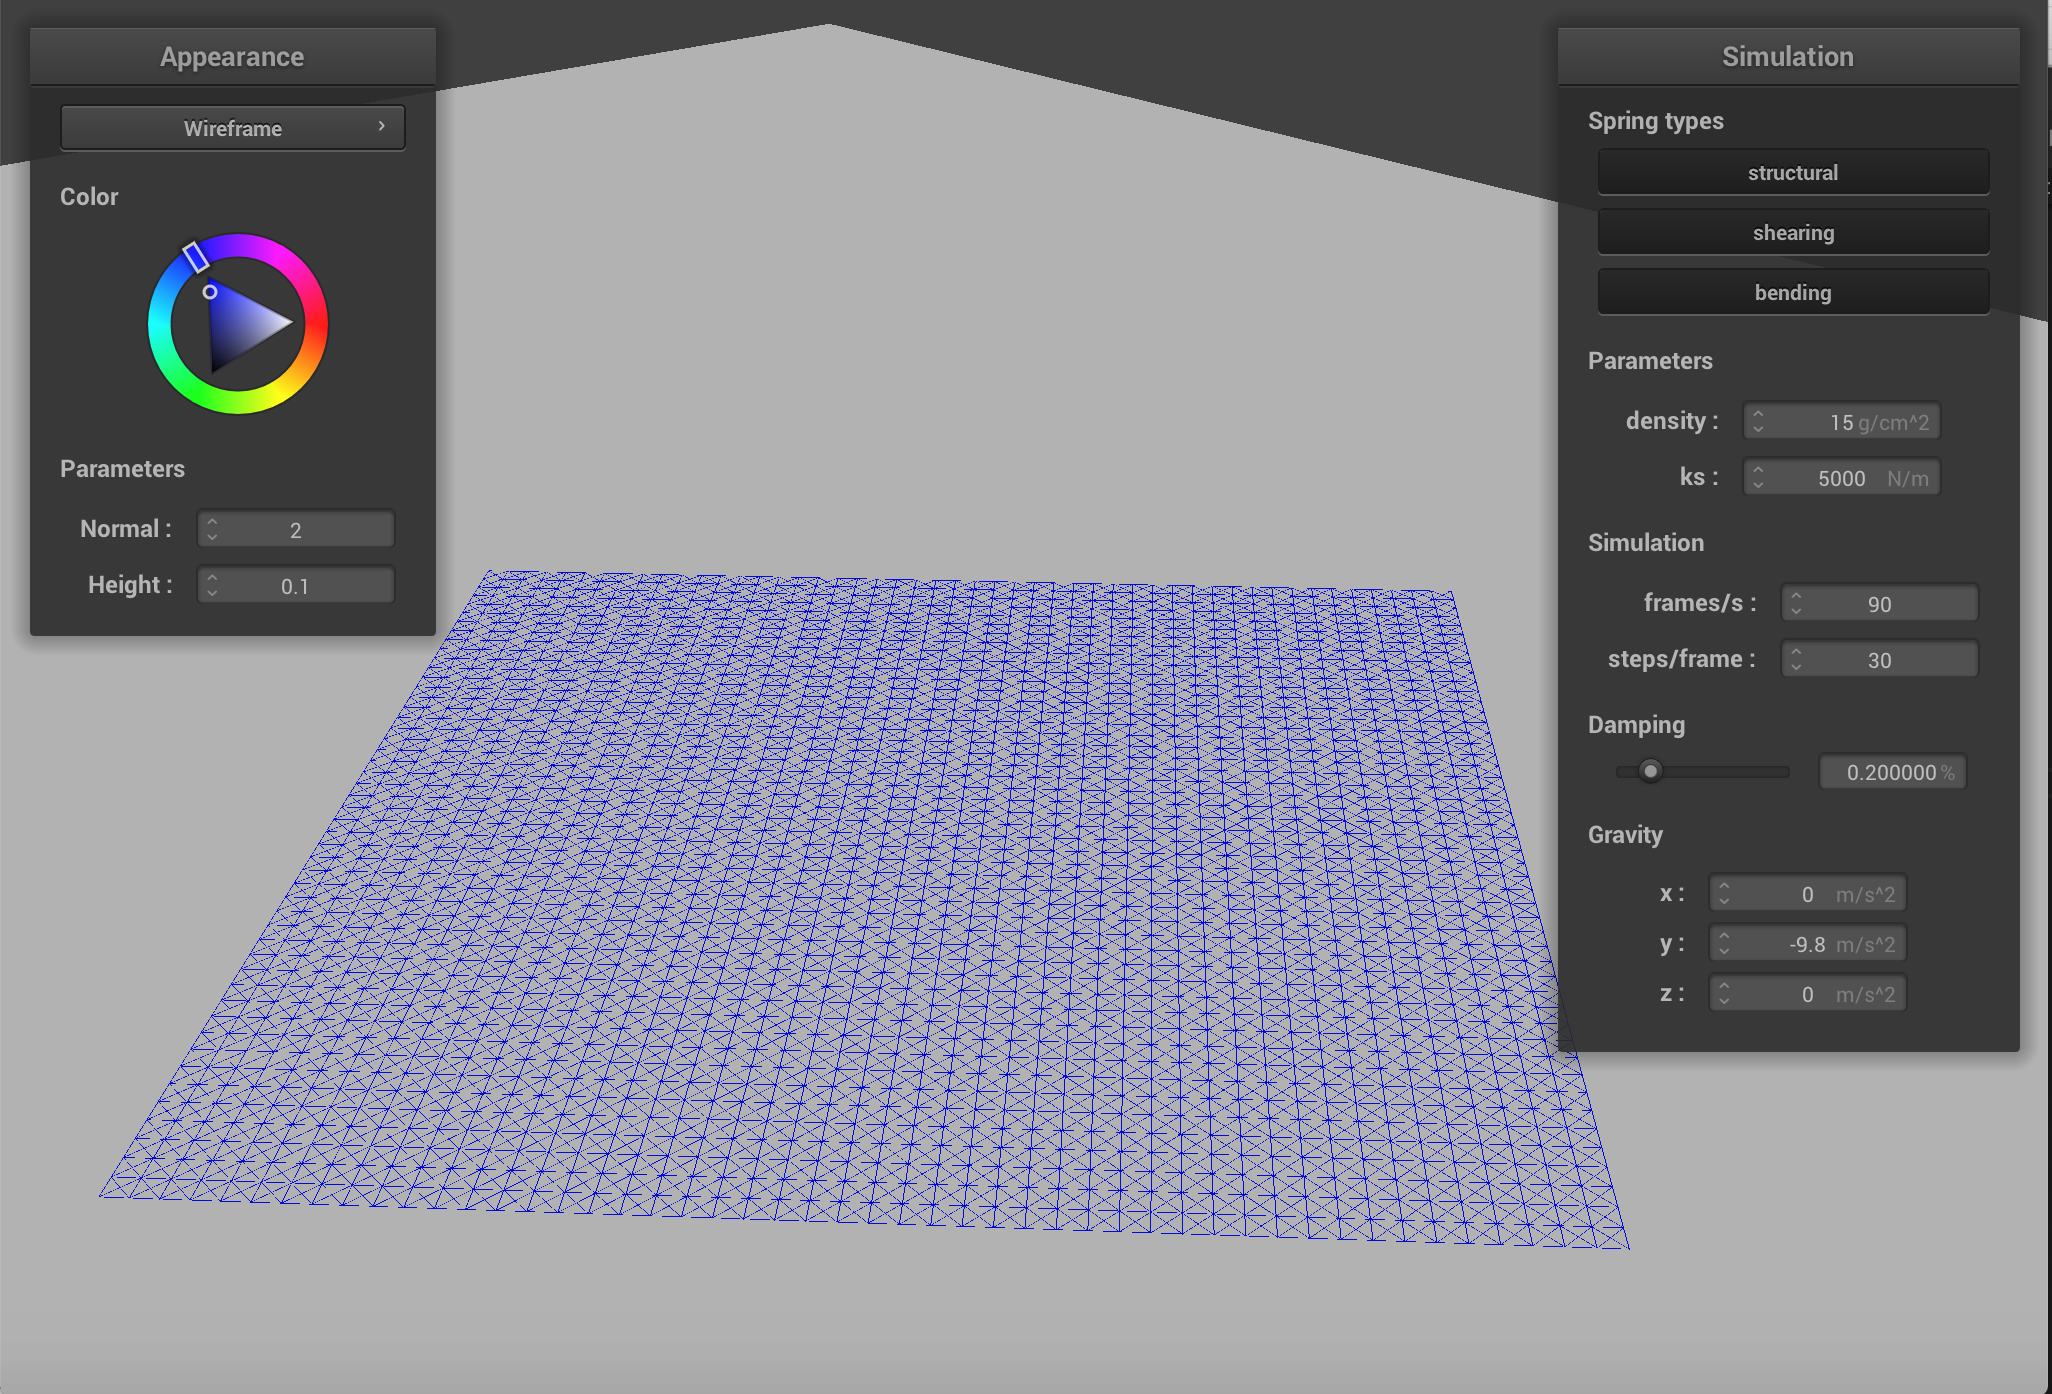 Appearance
Wireframe
Color
Parameters
Normal : 2
Height : 0.1
Simulation
Spring types
structural
shearing
bending
Parameters
density : 15 g/cm^2
ks : 5000 N/m
Simulation
frames/s : 90
steps/frame : 30
Damping
0.200000 %
Gravity
x : 0 m/s^2
y : -9.8 m/s^2
z : 0 m/s^2